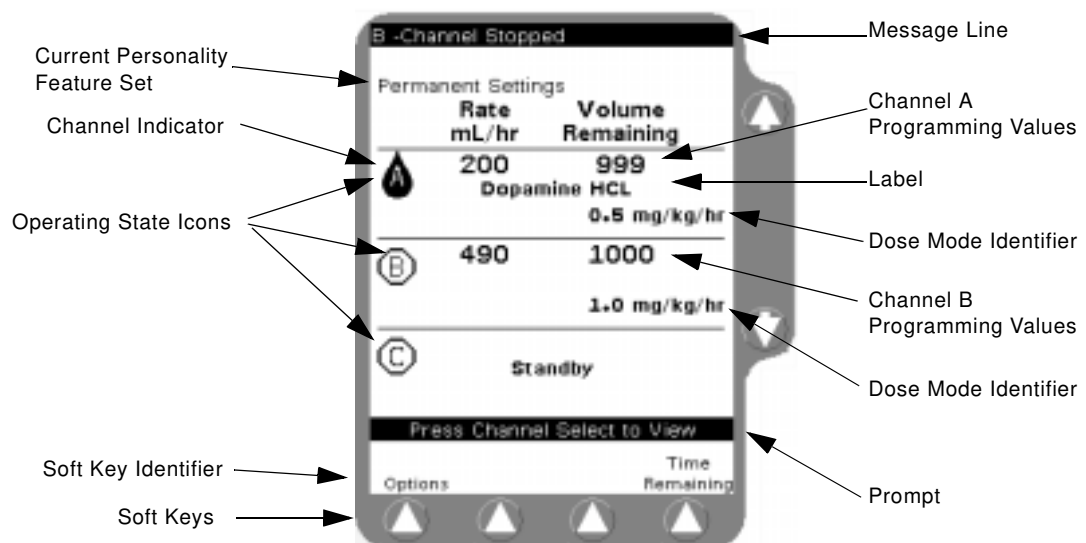 B -Channel Stopped
Message Line
Current Personality
Feature Set
Permanent Settings
Rate
mL/hr
Volume
Remaining
Channel A
Programming Values
Channel Indicator
A
200
999
Dopamine HCL
Label
0.5 mg/kg/hr
Operating State Icons
Dose Mode Identifier
B
490
1000
1.0 mg/kg/hr
Channel B
Programming Values
C
Standby
Dose Mode Identifier
Press Channel Select to View
Soft Key Identifier
Options
Time
Remaining
Prompt
Soft Keys